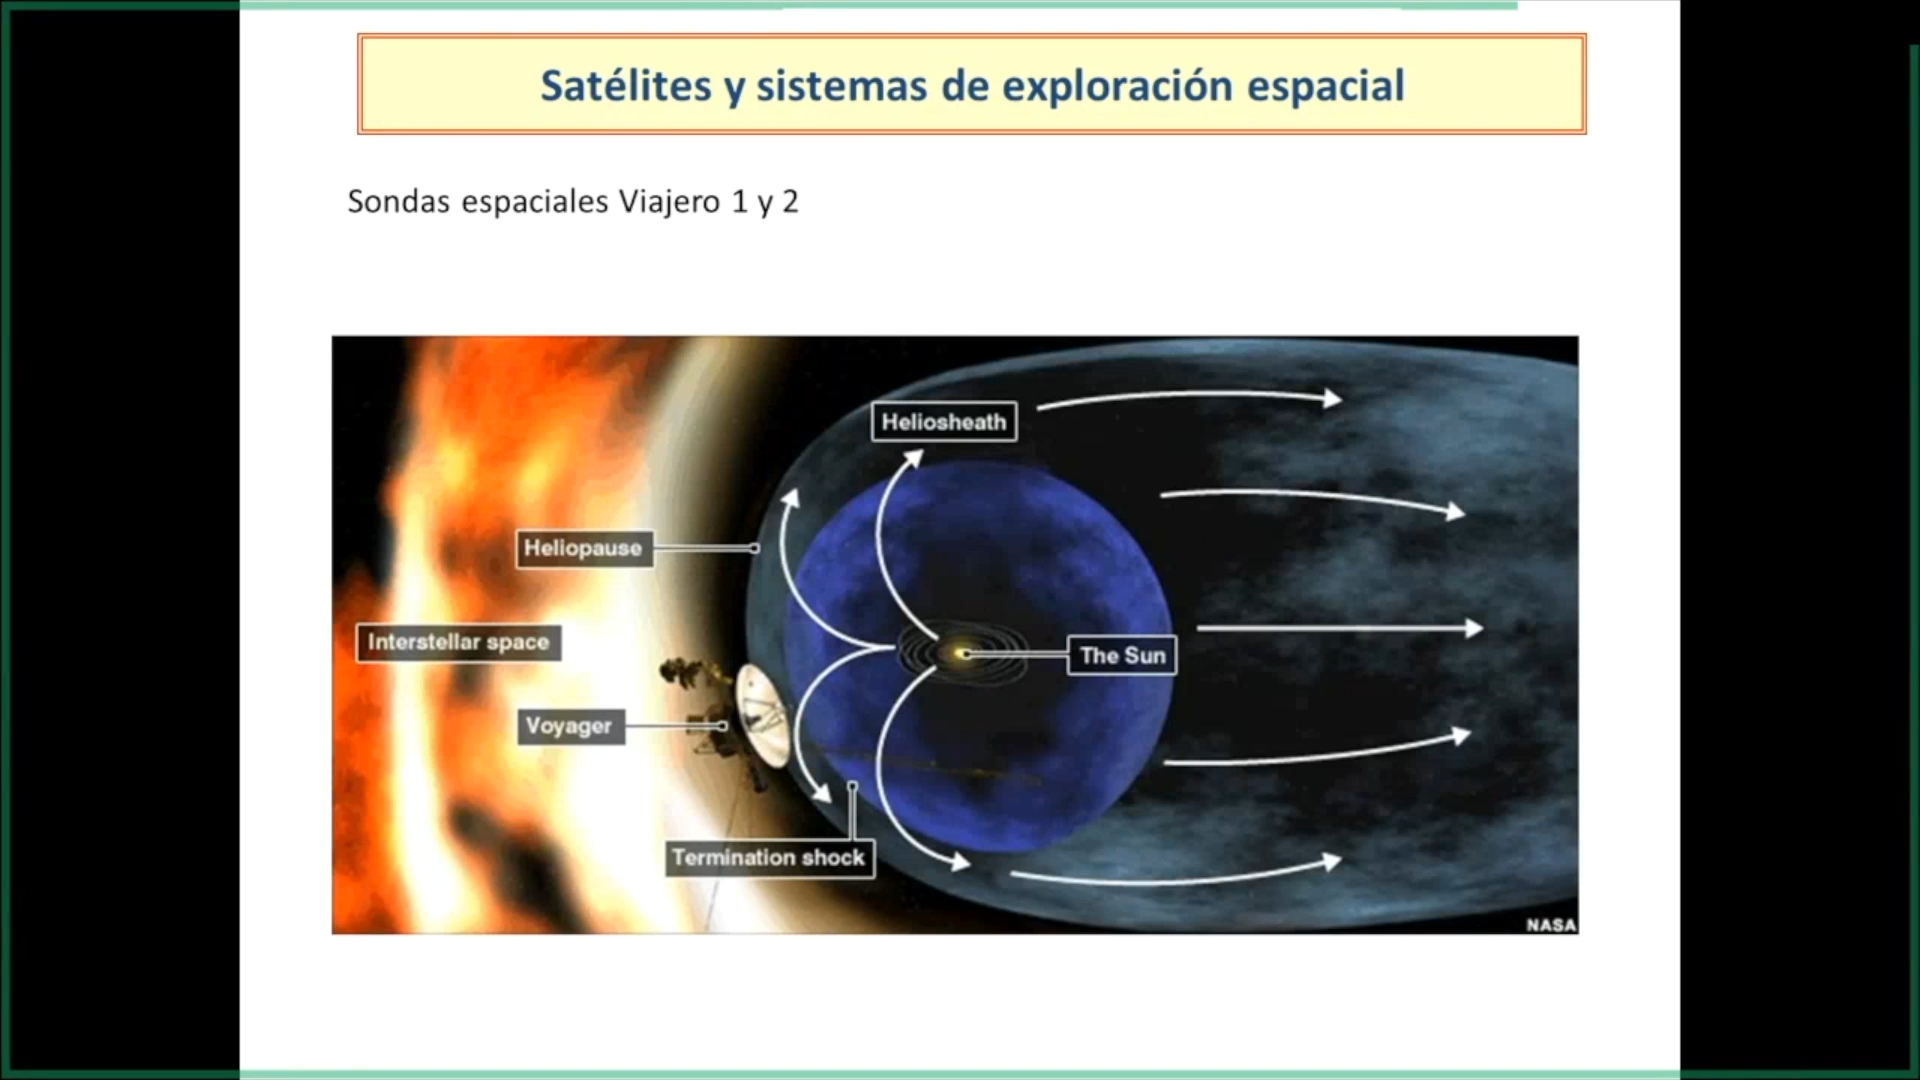 Satélites y sistemas de exploración espacial
Sondas espaciales Viajero 1 y 2
Heliosheath
Heliopause
Interstellar space
The Sun
Voyager
Termination shock
NASA